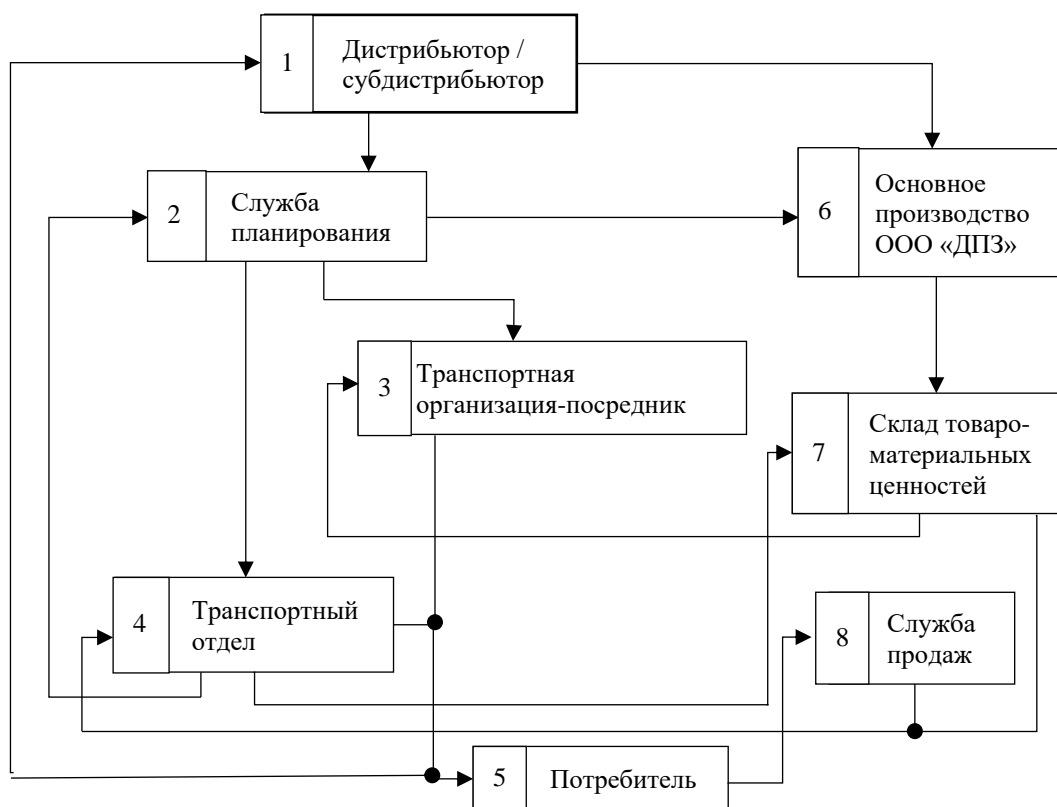 1
Дистрибьютор /
субдистрибьютор
2
Служба
планирования
6
Основное
производство
ООО «ДПЗ»
3
Транспортная
организация-посредник
7
Склад товаро-
материальных
ценностей
4
Транспортный
отдел
8
Служба
продаж
5
Потребитель